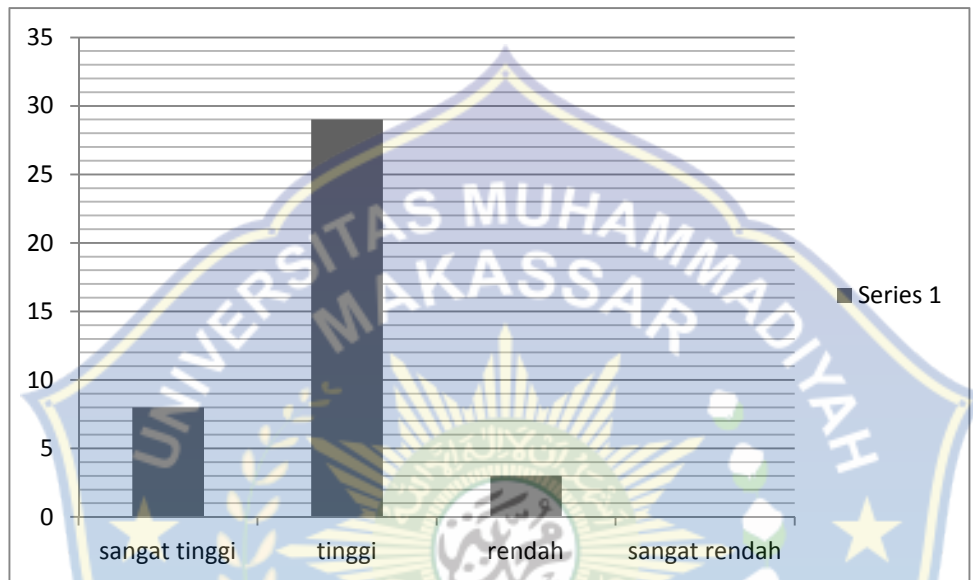 35
30
25
20
15
10
5
0
sangat tinggi
tinggi
rendah
sangat rendah
Series 1
UNIVERSITAS MUHAMMADIYAH
MAKASSAR